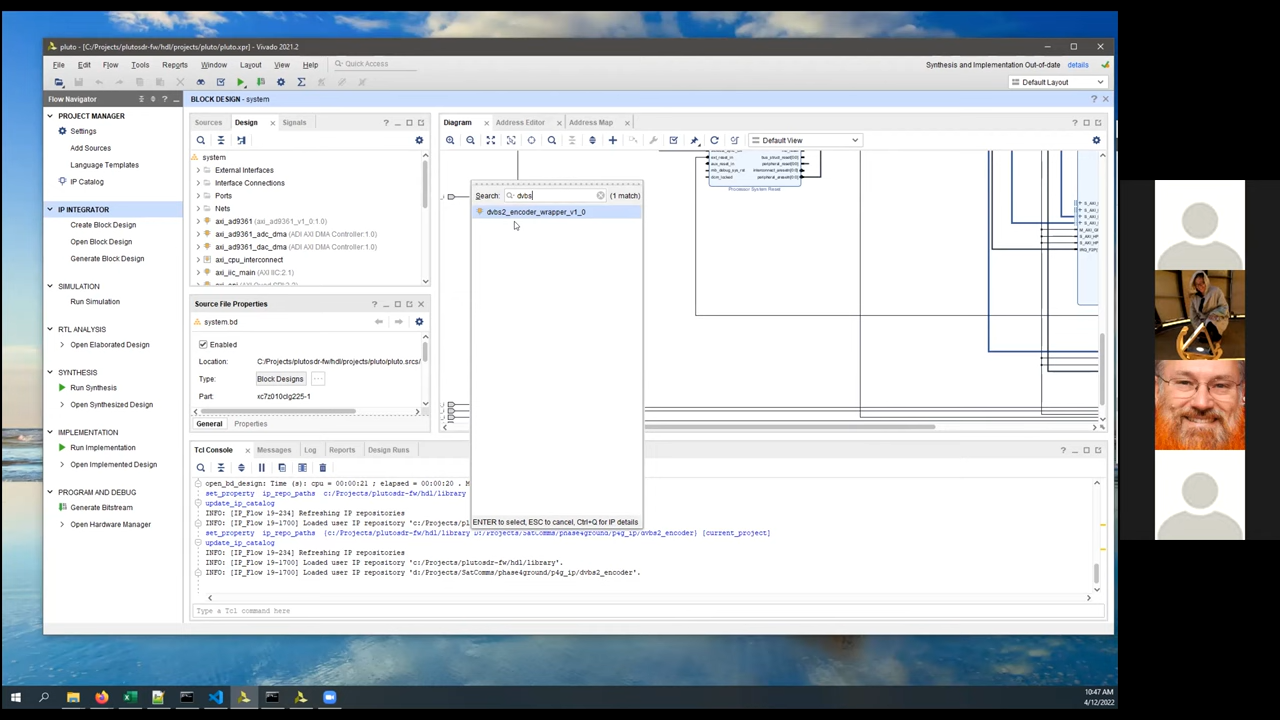 pluto - [C:/Projects/plutosdr-fw/hdl/projects/pluto/pluto.xpr] - Vivado 2021.2
File Edit Flow Tools Reports Window Layout View Help Quick Access
Synthesis and Implementation Out-of-date details
Default Layout
Flow Navigator
BLOCK DESIGN - system
PROJECT MANAGER
Settings
Add Sources
Language Templates
IP Catalog
IP INTEGRATOR
Create Block Design
Open Block Design
Generate Block Design
SIMULATION
Run Simulation
RTL ANALYSIS
Open Elaborated Design
SYNTHESIS
Run Synthesis
Open Synthesized Design
IMPLEMENTATION
Run Implementation
Open Implemented Design
PROGRAM AND DEBUG
Generate Bitstream
Open Hardware Manager
Sources Design Signals
system
External Interfaces
Interface Connections
Ports
Nets
axi_ad9361 (axi_ad9361_v1_0:1.0)
axi_ad9361_adc_dma (ADI AXI DMA Controller:1.0)
axi_ad9361_dac_dma (ADI AXI DMA Controller:1.0)
axi_cpu_interconnect
axi_iic_main (AXI IIC:2.1)
Source File Properties
system.bd
Enabled
Location: C:/Projects/plutosdr-fw/hdl/projects/pluto/pluto.srcs/
Type: Block Designs
Part: xc7z010clg225-1
General Properties
Diagram Address Editor Address Map
Default View
Processor System Reset
Search: dvbs (1 match)
dvbs2_encoder_wrapper_v1_0
ENTER to select, ESC to cancel, Ctrl+Q for IP details
Tcl Console Messages Log Reports Design Runs
open_bd_design: Time (s): cpu = 00:00:21 ; elapsed = 00:00:20 . M
set_property ip_repo_paths c:/Projects/plutosdr-fw/hdl/library
update_ip_catalog
INFO: [IP_Flow 19-234] Refreshing IP repositories
INFO: [IP_Flow 19-1700] Loaded user IP repository 'c:/Projects/pl
set_property ip_repo_paths {c:/Projects/plutosdr-fw/hdl/library D:/Projects/SatComms/phase4ground/p4g_ip/dvbs2_encoder} [current_project]
update_ip_catalog
INFO: [IP_Flow 19-234] Refreshing IP repositories
INFO: [IP_Flow 19-1700] Loaded user IP repository 'c:/Projects/plutosdr-fw/hdl/library'.
INFO: [IP_Flow 19-1700] Loaded user IP repository 'd:/Projects/SatComms/phase4ground/p4g_ip/dvbs2_encoder'.
Type a Tcl command here
10:47 AM
4/12/2022